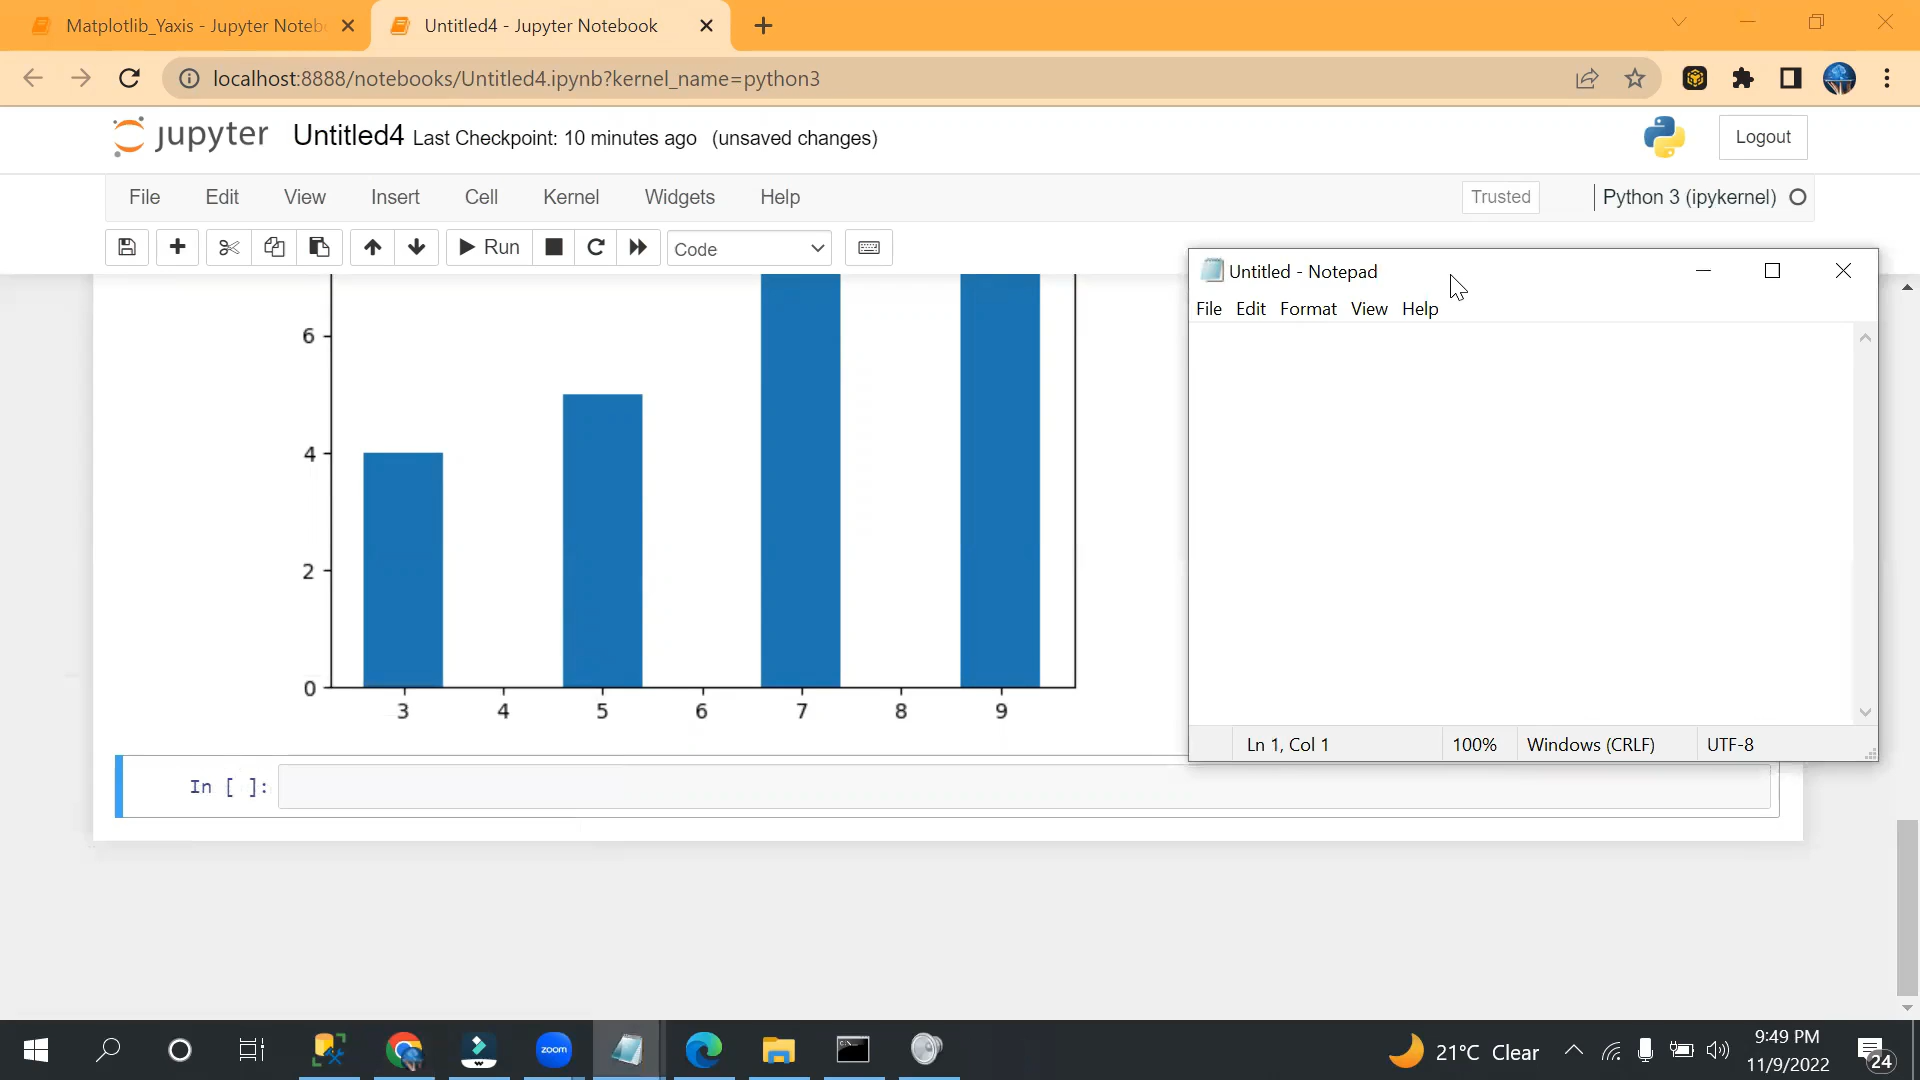 Matplotlib_Yaxis - Jupyter Noteb
Untitled4 - Jupyter Notebook
localhost:8888/notebooks/Untitled4.ipynb?kernel_name=python3
jupyter Untitled4 Last Checkpoint: 10 minutes ago (unsaved changes)
Logout
File Edit View Insert Cell Kernel Widgets Help
Trusted
Python 3 (ipykernel)
Run
Code
Untitled - Notepad
File Edit Format View Help
6
4
2
0
3 4 5 6 7 8 9
Ln 1, Col 1 100% Windows (CRLF) UTF-8
In [ ]:
zoom
21°C Clear
9:49 PM
11/9/2022
24